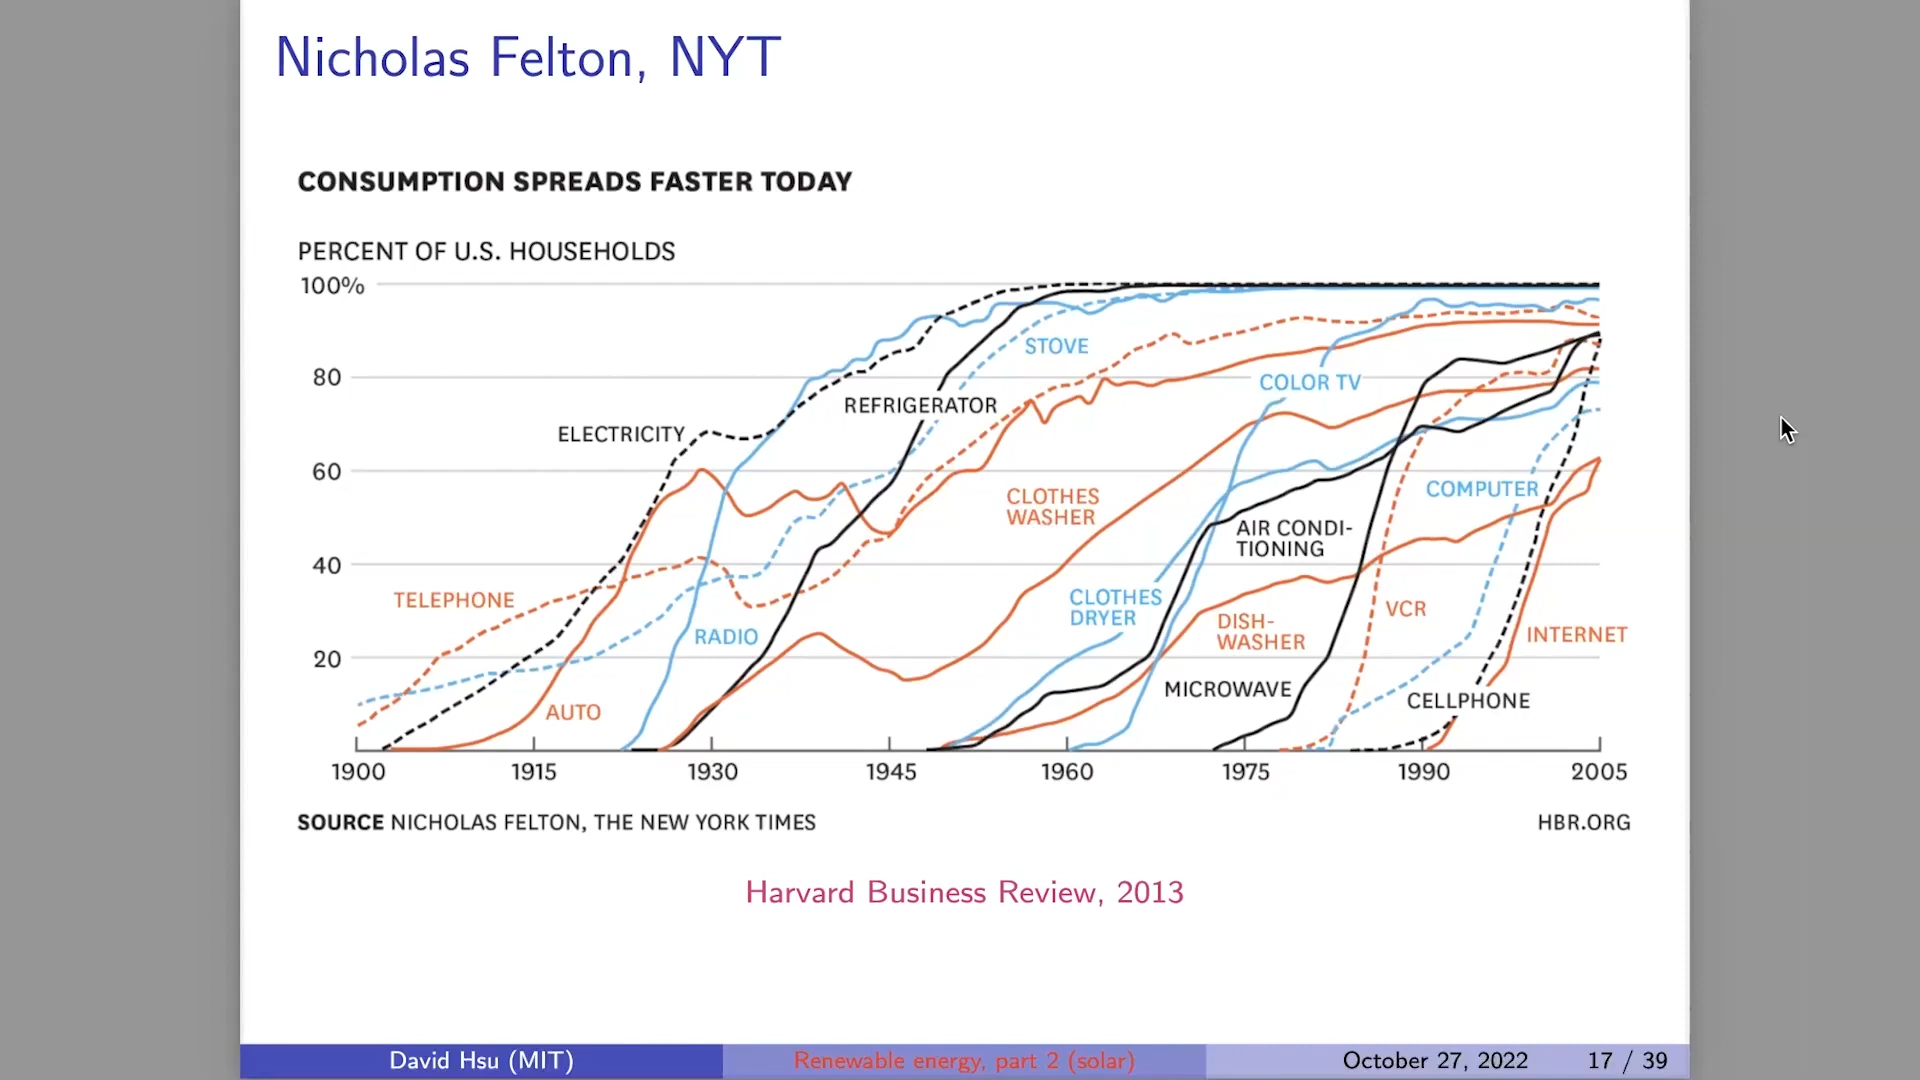 Nicholas Felton, NYT
CONSUMPTION SPREADS FASTER TODAY
PERCENT OF U.S. HOUSEHOLDS
100%
80
60
40
20
STOVE
COLOR TV
REFRIGERATOR
ELECTRICITY
CLOTHES
WASHER
COMPUTER
AIR CONDI-
TIONING
TELEPHONE
CLOTHES
DRYER
VCR
DISH-
WASHER
RADIO
INTERNET
MICROWAVE
CELLPHONE
AUTO
1900
1915
1930
1945
1960
1975
1990
2005
SOURCE NICHOLAS FELTON, THE NEW YORK TIMES
HBR.ORG
Harvard Business Review, 2013
David Hsu (MIT)
Renewable energy, part 2 (solar)
October 27, 2022
17 / 39